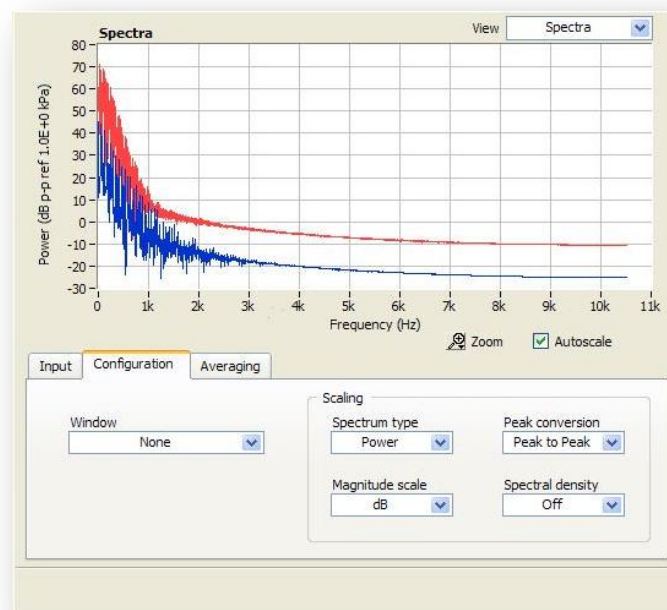 Spectra
View
Spectra
Power (dB p-p ref 1.0E+0 kPa)
80
70
60
50
40
30
20
10
0
-10
-20
-30
0
1k
2k
3k
4k
5k
6k
7k
8k
9k
10k
11k
Frequency (Hz)
Zoom
Autoscale
Input
Configuration
Averaging
Window
None
Scaling
Spectrum type
Power
Peak conversion
Peak to Peak
Magnitude scale
dB
Spectral density
Off